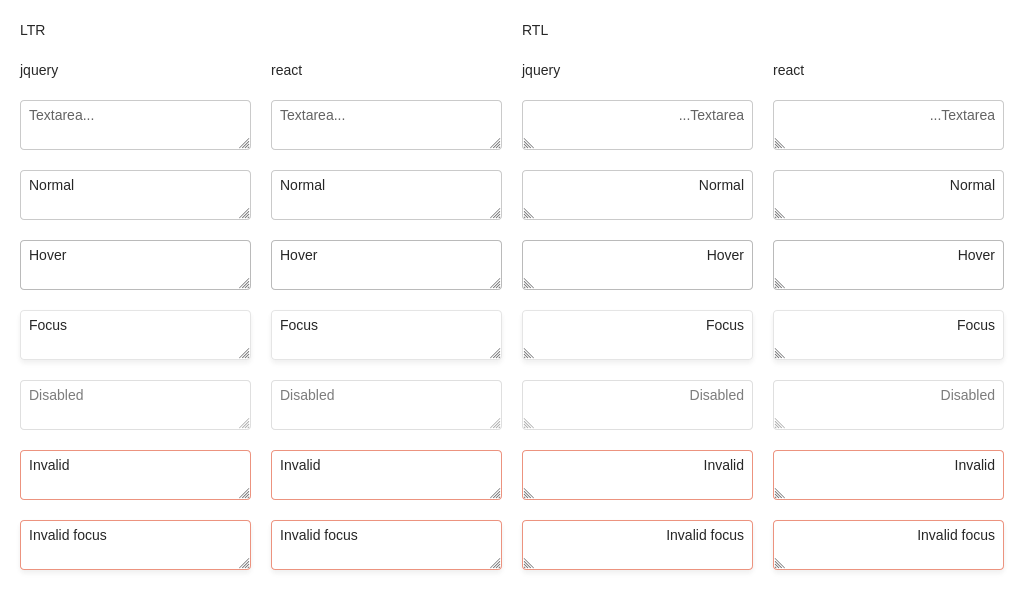 LTR RTL
jquery react jquery react
Textarea... Textarea... ...Textarea ...Textarea
Normal Normal Normal Normal
Hover Hover Hover Hover
Focus Focus Focus Focus
Disabled Disabled Disabled Disabled
Invalid Invalid Invalid Invalid
Invalid focus Invalid focus Invalid focus Invalid focus